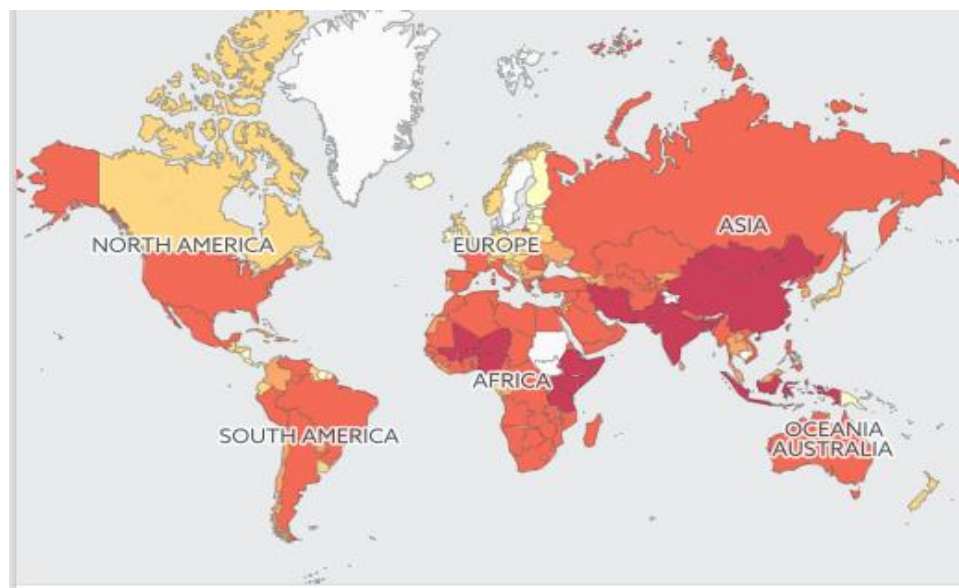 NORTH AMERICA
EUROPE
ASIA
AFRICA
SOUTH AMERICA
OCEANIA
AUSTRALIA